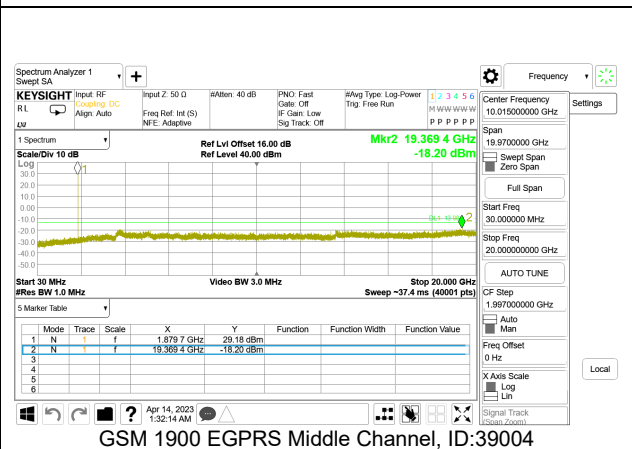 Spectrum Analyzer 1
Swept SA
Frequency
KEYSIGHT
Input: RF
Input Z: 50 Ω
#Atten: 40 dB
PNO: Fast
#Avg Type: Log-Power
1 2 3 4 5 6
RL
Coupling: DC
Gate: Off
Trig: Free Run
M W W W W W
Align: Auto
Freq Ref: Int (S)
IF Gain: Low
NFE: Adaptive
Sig Track: Off
P P P P P P
1 Spectrum
Ref Lvl Offset 16.00 dB
Mkr2 19.369 4 GHz
Scale/Div 10 dB
Ref Level 40.00 dBm
-18.20 dBm
Log
1
30.0
20.0
10.0
0.00
-10.0
2
-20.0
-30.0
-40.0
-50.0
Start 30 MHz
Video BW 3.0 MHz
Stop 20.000 GHz
#Res BW 1.0 MHz
Sweep ~37.4 ms (40001 pts)
5 Marker Table
Mode Trace Scale X Y Function Function Width Function Value
1 N 1 f 1.879 7 GHz 29.18 dBm
2 N 1 f 19.369 4 GHz -18.20 dBm
3
4
5
6
Apr 14, 2023
1:32:14 AM
Center Frequency
10.015000000 GHz
Settings
Span
19.9700000 GHz
Swept Span
Zero Span
Full Span
Start Freq
30.000000 MHz
Stop Freq
20.000000000 GHz
AUTO TUNE
CF Step
1.997000000 GHz
Auto
Man
Freq Offset
0 Hz
Local
X Axis Scale
Log
Lin
Signal Track
(Span Zoom)
GSM 1900 EGPRS Middle Channel, ID:39004